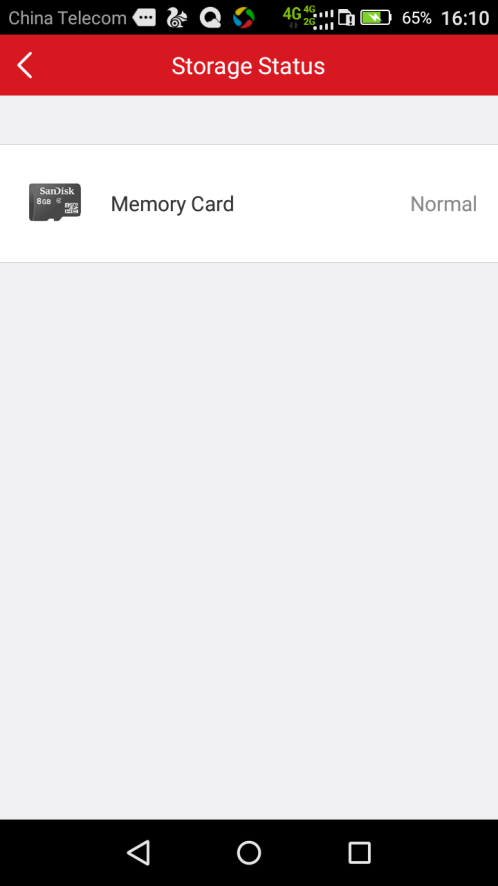 China Telecom 4G 4G 2G 65% 16:10
Storage Status
SanDisk
8GB
Memory Card Normal